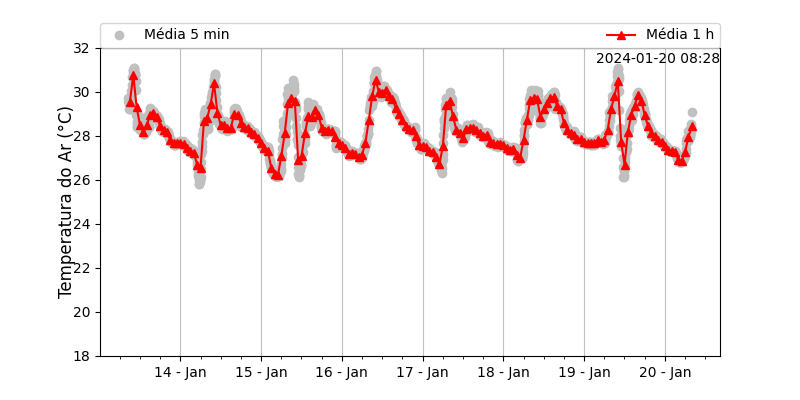 Média 5 min
Média 1 h
2024-01-20 08:28
Temperatura do Ar (°C)
32
30
28
26
24
22
20
18
14 - Jan
15 - Jan
16 - Jan
17 - Jan
18 - Jan
19 - Jan
20 - Jan